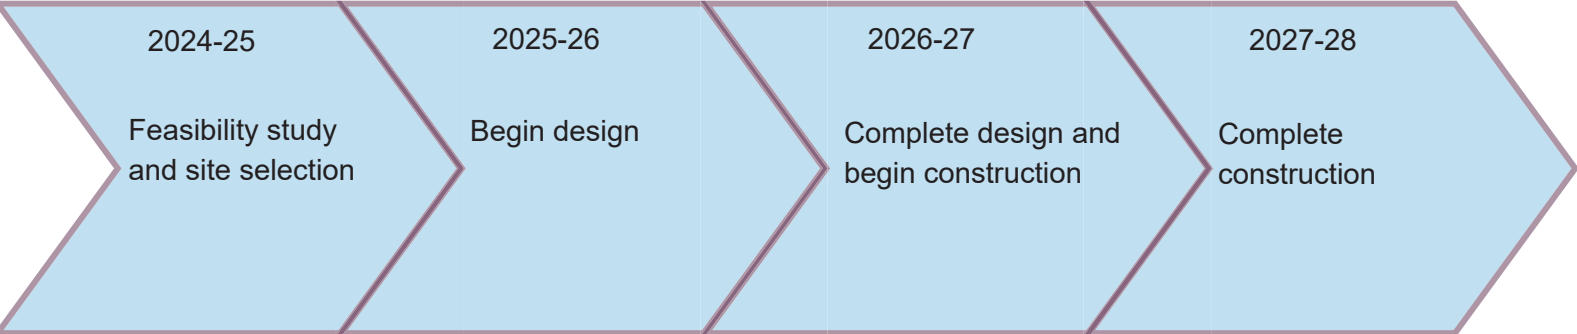 2024-25
Feasibility study
and site selection
2025-26
Begin design
2026-27
Complete design and
begin construction
2027-28
Complete
construction